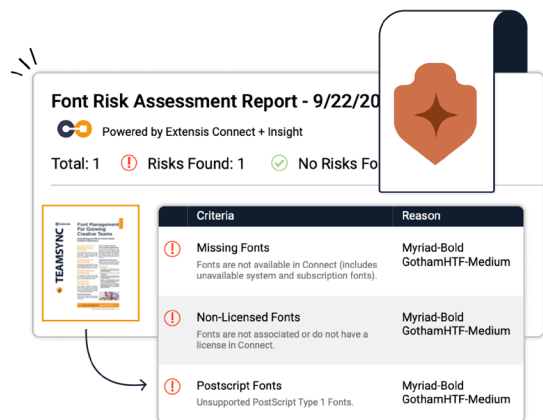 Font Risk Assessment Report - 9/22/20
Powered by Extensis Connect + Insight
Total: 1 Risks Found: 1 No Risks Fo
TEAMSYNC
Font Management
For Growing
Creative Teams
Criteria Reason
Missing Fonts
Fonts are not available in Connect (includes
unavailable system and subscription fonts).
Myriad-Bold
GothamHTF-Medium
Non-Licensed Fonts
Fonts are not associated or do not have a
license in Connect.
Myriad-Bold
GothamHTF-Medium
Postscript Fonts
Unsupported PostScript Type 1 Fonts.
Myriad-Bold
GothamHTF-Medium